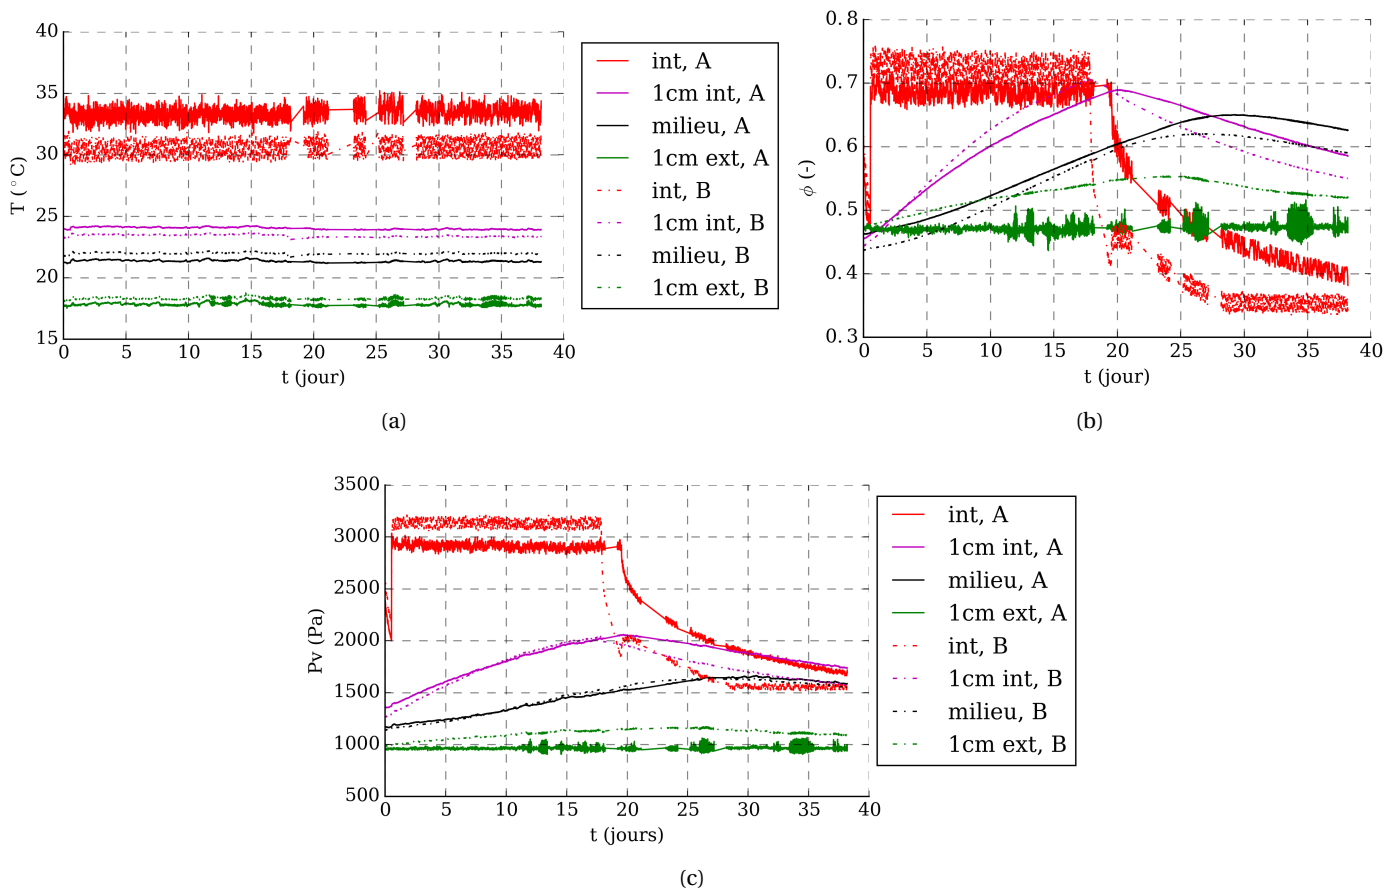 40
35
30
25
20
15
T (°C)
0 5 10 15 20 25 30 35 40
t (jour)
(a)
int, A
1cm int, A
milieu, A
1cm ext, A
int, B
1cm int, B
milieu, B
1cm ext, B
0.8
0.7
0.6
0.5
0.4
0.3
ϕ (-)
0 5 10 15 20 25 30 35 40
t (jour)
(b)
3500
3000
2500
2000
1500
1000
500
Pv (Pa)
0 5 10 15 20 25 30 35 40
t (jours)
(c)
int, A
1cm int, A
milieu, A
1cm ext, A
int, B
1cm int, B
milieu, B
1cm ext, B